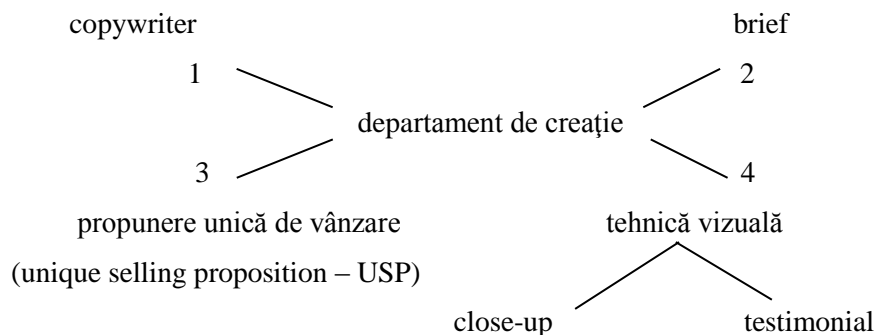 copywriter brief
1 2
departament de creaţie
3 4
propunere unică de vânzare tehnică vizuală
(unique selling proposition – USP)
close-up testimonial